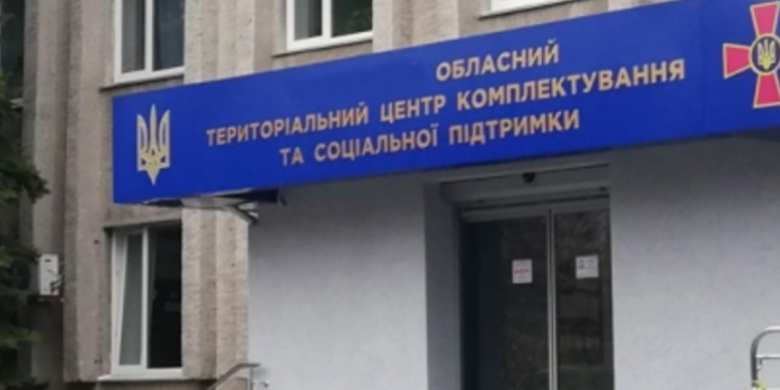 ОБЛАСНИЙ
ТЕРИТОРІАЛЬНИЙ ЦЕНТР КОМПЛЕКТУВАННЯ
ТА СОЦІАЛЬНОЇ ПІДТРИМКИ